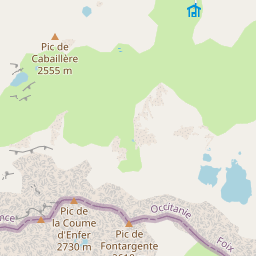 Pic de
Cabaillère
2555 m
Occitanie
Foix
Pic de
la Coume
d'Enfer
2730 m
Pic de
Fontargente